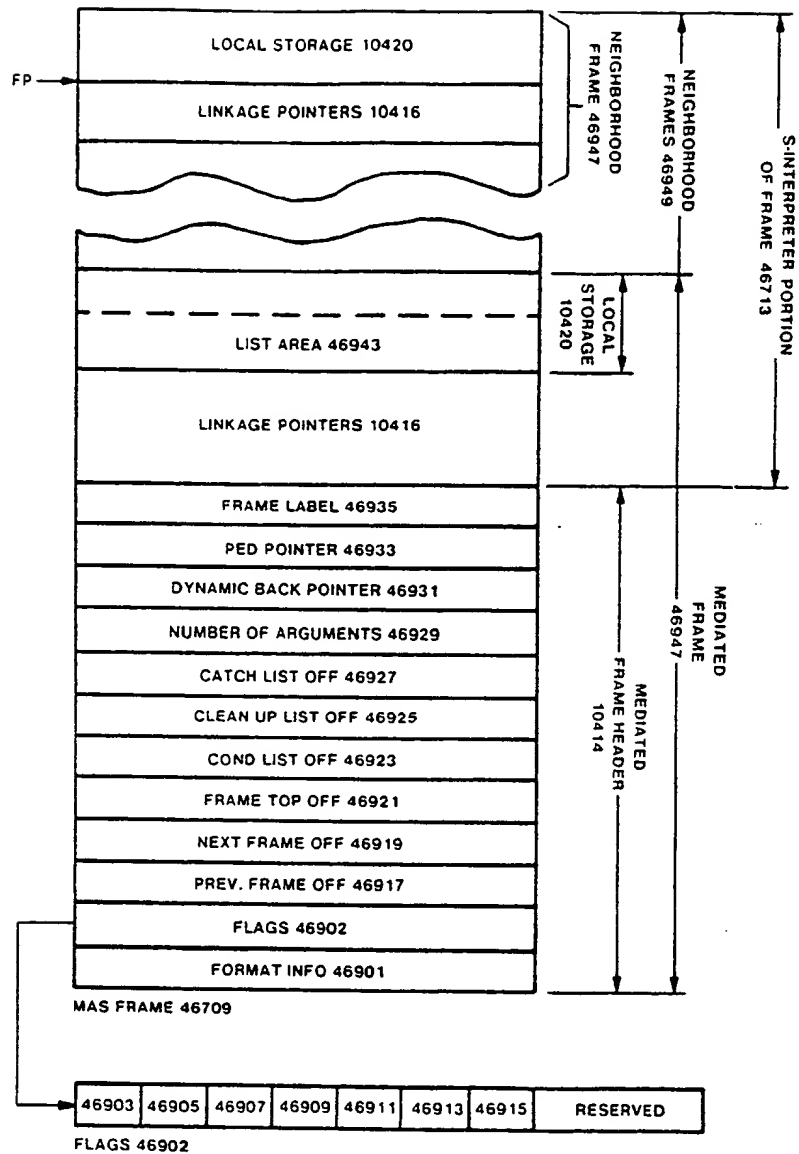 LOCAL STORAGE 10420
FP
LINKAGE POINTERS 10416
NEIGHBORHOOD
FRAME 46947
NEIGHBORHOOD
FRAMES 46949
S-INTERPRETER PORTION
OF FRAME 46713
LIST AREA 46943
LOCAL
STORAGE
10420
LINKAGE POINTERS 10416
FRAME LABEL 46935
PED POINTER 46933
DYNAMIC BACK POINTER 46931
NUMBER OF ARGUMENTS 46929
CATCH LIST OFF 46927
CLEAN UP LIST OFF 46925
COND LIST OFF 46923
FRAME TOP OFF 46921
NEXT FRAME OFF 46919
PREV. FRAME OFF 46917
FLAGS 46902
FORMAT INFO 46901
MEDIATED
FRAME HEADER
10414
MEDIATED
FRAME
46947
MAS FRAME 46709
46903 46905 46907 46909 46911 46913 46915 RESERVED
FLAGS 46902